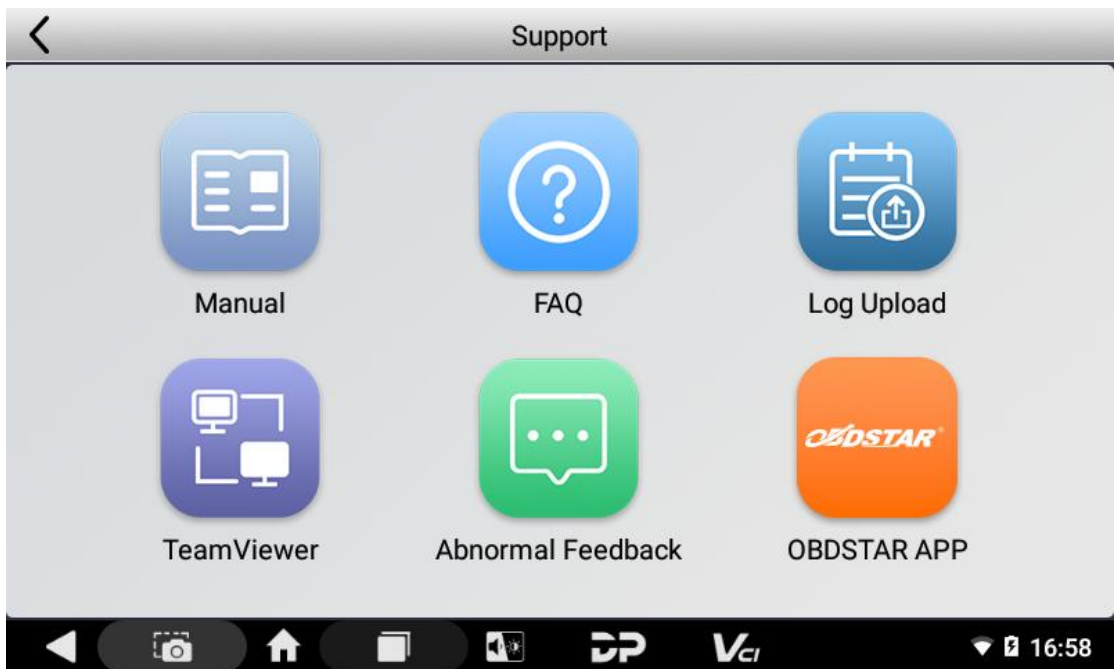 Support
Manual
FAQ
Log Upload
TeamViewer
Abnormal Feedback
OBDSTAR APP
OBDSTAR®
DP
VCI
16:58